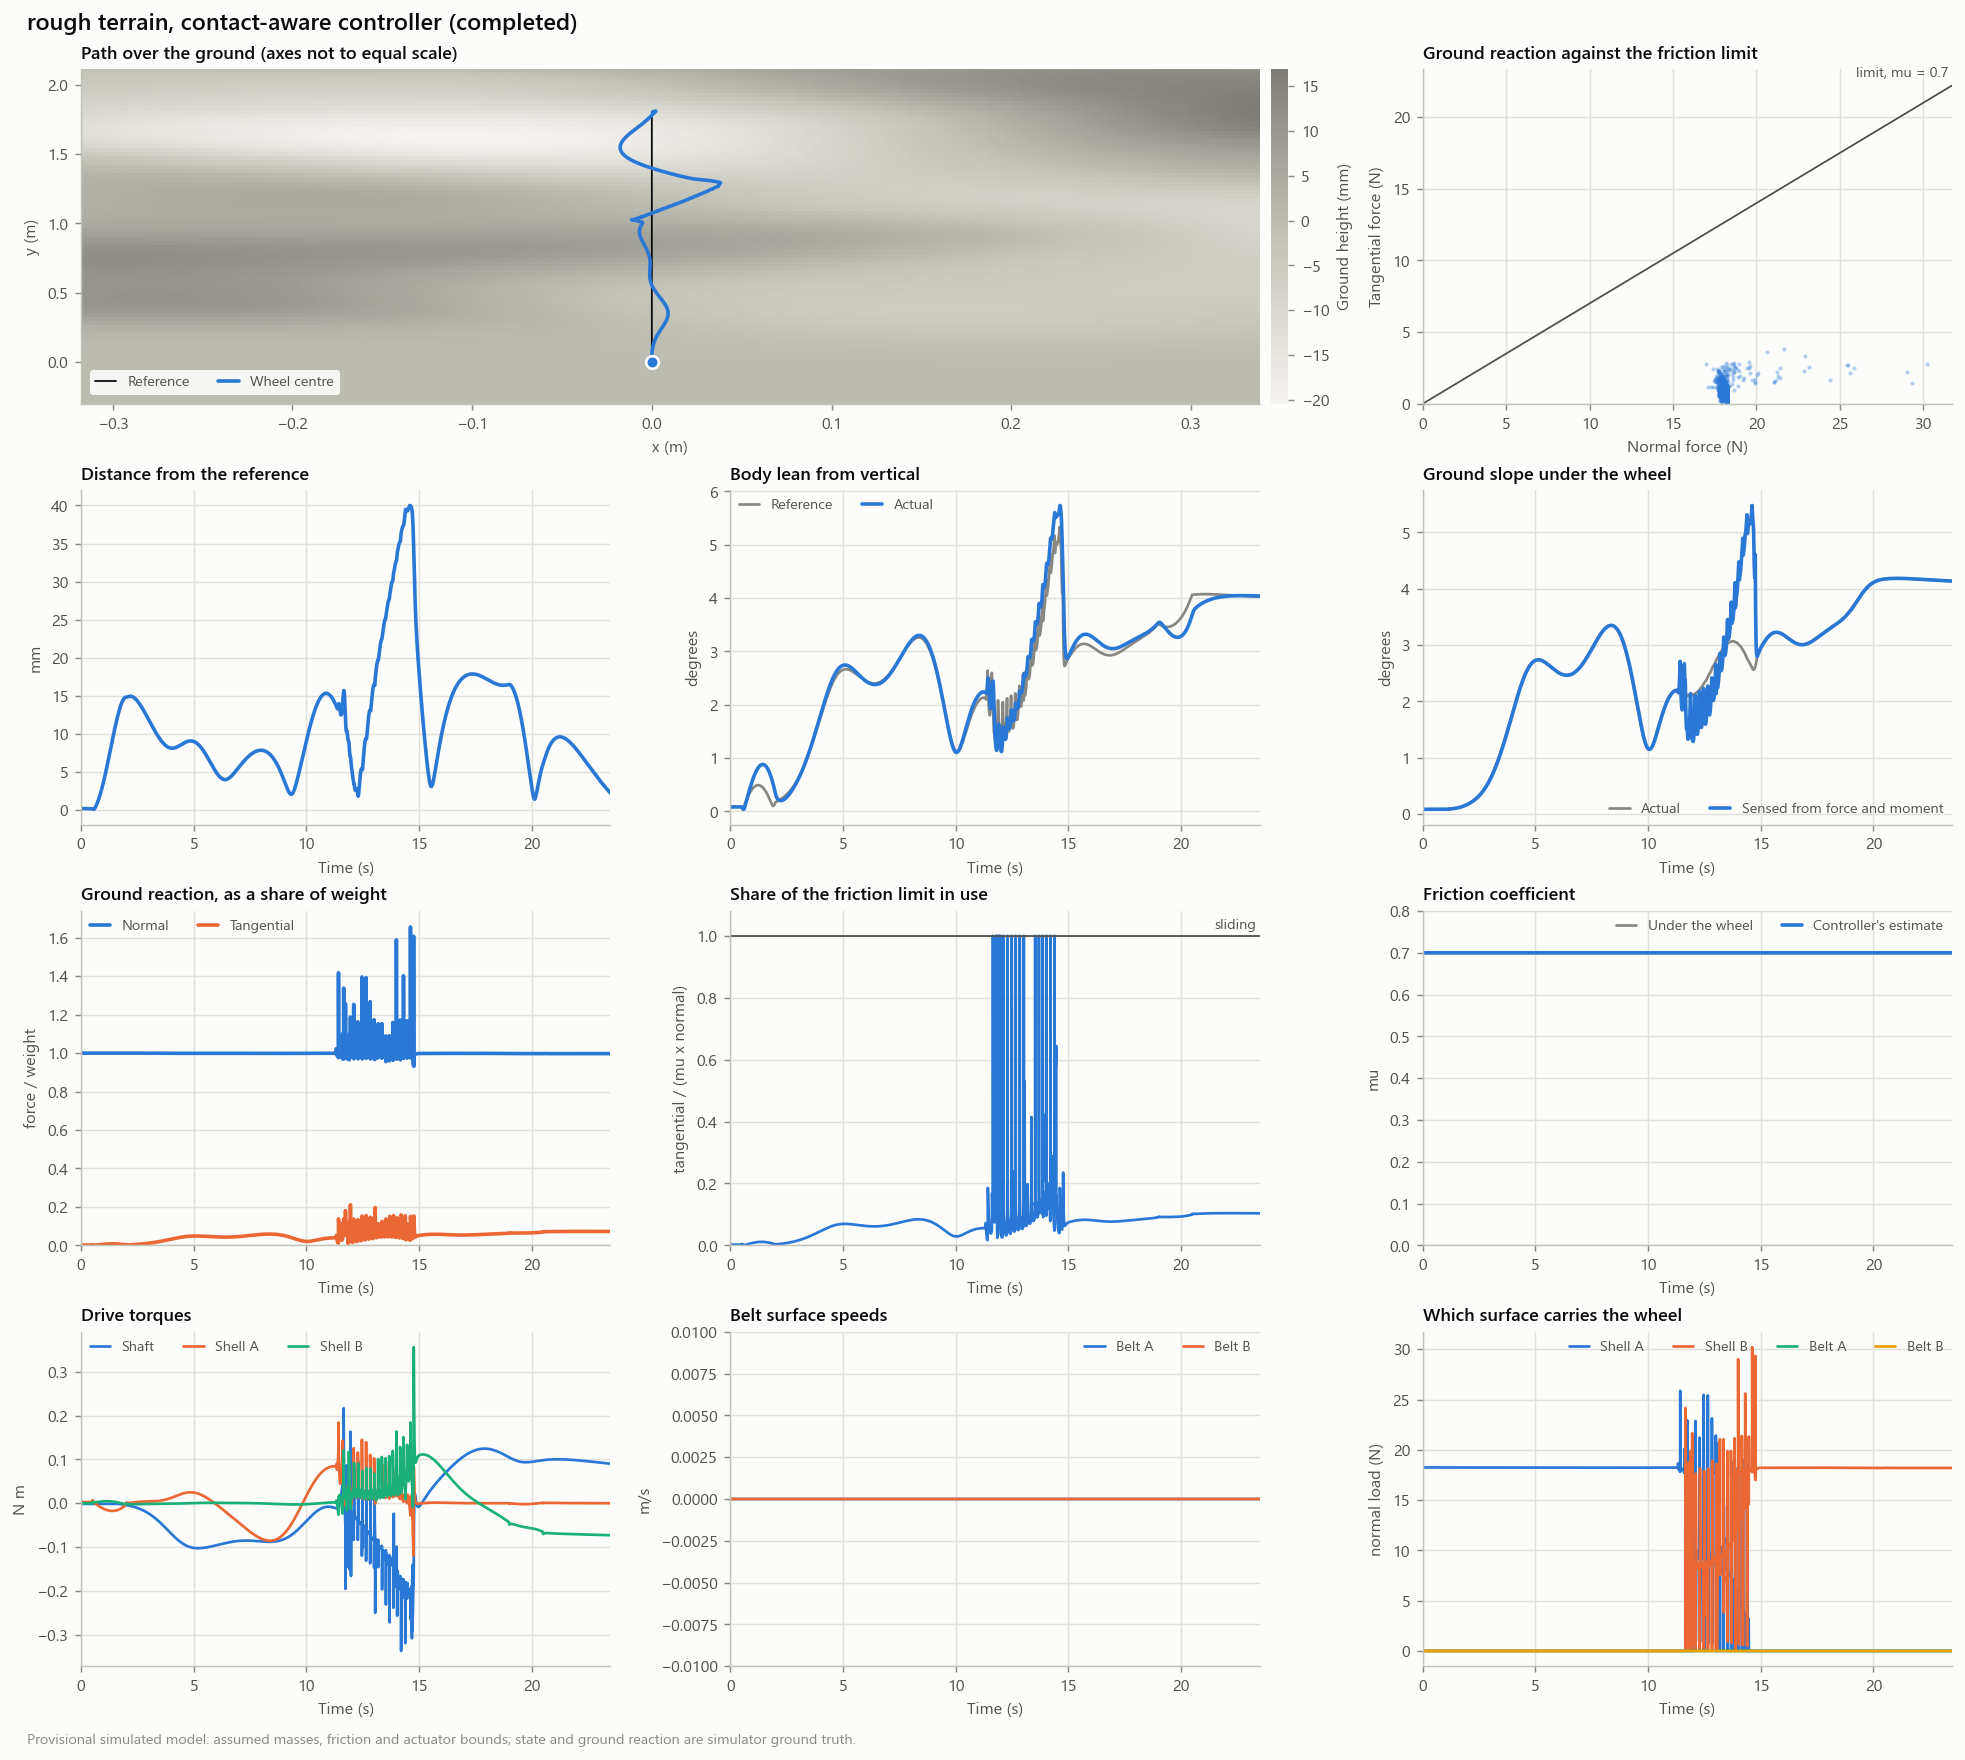 rough terrain, contact-aware controller (completed)
Path over the ground (axes not to equal scale)
y (m)
2.0
1.5
1.0
0.5
0.0
Reference
Wheel centre
−0.3
−0.2
−0.1
0.0
0.1
0.2
0.3
x (m)
15
10
5
0
−5
−10
−15
−20
Ground height (mm)
Ground reaction against the friction limit
limit, mu = 0.7
Tangential force (N)
20
15
10
5
0
0
5
10
15
20
25
30
Normal force (N)
Distance from the reference
mm
40
35
30
25
20
15
10
5
0
0
5
10
15
20
Time (s)
Body lean from vertical
Reference
Actual
degrees
6
5
4
3
2
1
0
0
5
10
15
20
Time (s)
Ground slope under the wheel
degrees
5
4
3
2
1
0
Actual
Sensed from force and moment
0
5
10
15
20
Time (s)
Ground reaction, as a share of weight
Normal
Tangential
force / weight
1.6
1.4
1.2
1.0
0.8
0.6
0.4
0.2
0.0
0
5
10
15
20
Time (s)
Share of the friction limit in use
sliding
tangential / (mu x normal)
1.0
0.8
0.6
0.4
0.2
0.0
0
5
10
15
20
Time (s)
Friction coefficient
Under the wheel
Controller's estimate
mu
0.8
0.7
0.6
0.5
0.4
0.3
0.2
0.1
0.0
0
5
10
15
20
Time (s)
Drive torques
Shaft
Shell A
Shell B
N m
0.3
0.2
0.1
0.0
−0.1
−0.2
−0.3
0
5
10
15
20
Time (s)
Belt surface speeds
Belt A
Belt B
m/s
0.0100
0.0075
0.0050
0.0025
0.0000
−0.0025
−0.0050
−0.0075
−0.0100
0
5
10
15
20
Time (s)
Which surface carries the wheel
Shell A
Shell B
Belt A
Belt B
normal load (N)
30
25
20
15
10
5
0
0
5
10
15
20
Time (s)
Provisional simulated model: assumed masses, friction and actuator bounds; state and ground reaction are simulator ground truth.